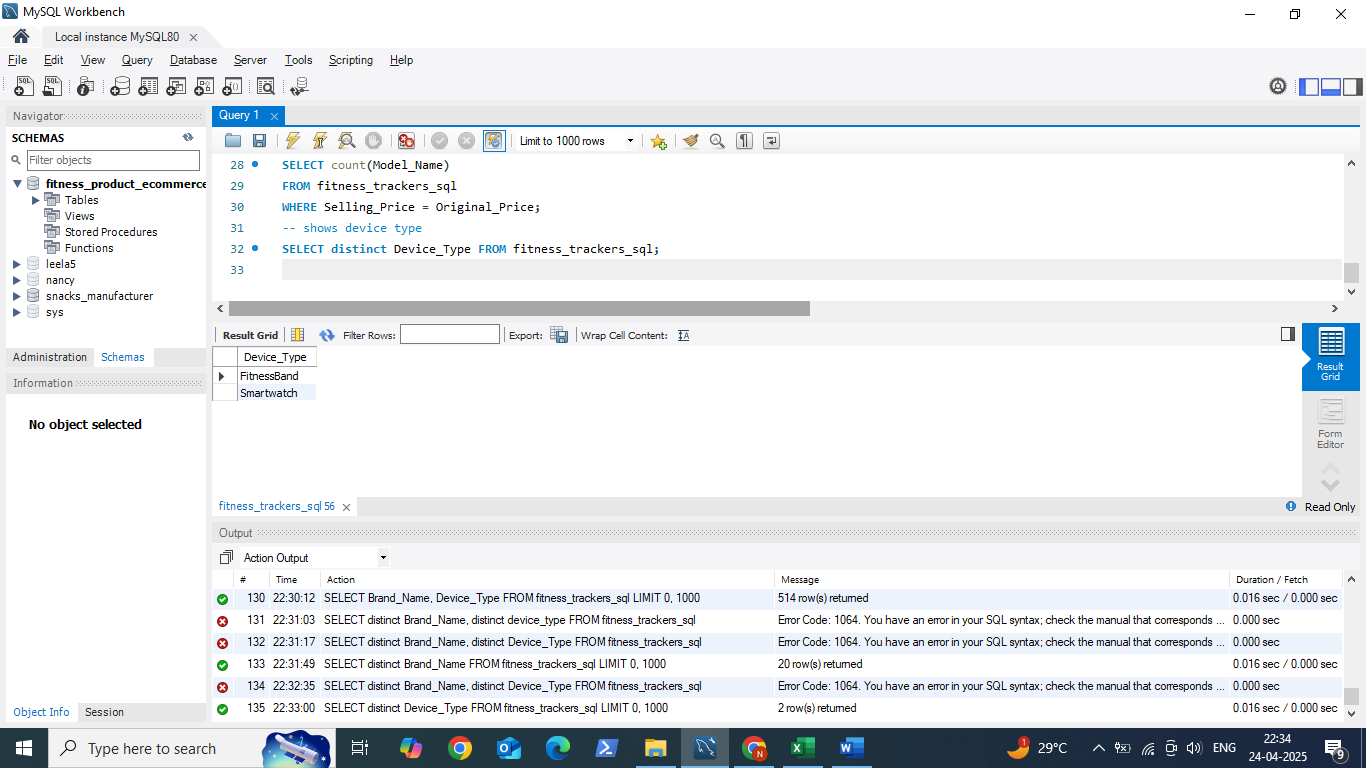 MySQL Workbench
Local instance MySQL80
File Edit View Query Database Server Tools Scripting Help
Navigator
SCHEMAS
Filter objects
fitness_product_ecommerce
Tables
Views
Stored Procedures
Functions
leela5
nancy
snacks_manufacturer
sys
Administration Schemas
Information
No object selected
Object Info Session
Query 1
Limit to 1000 rows
28 SELECT count(Model_Name)
29 FROM fitness_trackers_sql
30 WHERE Selling_Price = Original_Price;
31 -- shows device type
32 SELECT distinct Device_Type FROM fitness_trackers_sql;
33
Result Grid Filter Rows: Export: Wrap Cell Content:
Device_Type
FitnessBand
Smartwatch
Result
Grid
Form
Editor
fitness_trackers_sql 56
Read Only
Output
Action Output
# Time Action Message Duration / Fetch
130 22:30:12 SELECT Brand_Name, Device_Type FROM fitness_trackers_sql LIMIT 0, 1000 514 row(s) returned 0.016 sec / 0.000 sec
131 22:31:03 SELECT distinct Brand_Name, distinct device_type FROM fitness_trackers_sql Error Code: 1064. You have an error in your SQL syntax; check the manual that corresponds ... 0.000 sec
132 22:31:17 SELECT distinct Brand_Name, distinct Device_Type FROM fitness_trackers_sql Error Code: 1064. You have an error in your SQL syntax; check the manual that corresponds ... 0.000 sec
133 22:31:49 SELECT distinct Brand_Name FROM fitness_trackers_sql LIMIT 0, 1000 20 row(s) returned 0.016 sec / 0.000 sec
134 22:32:35 SELECT distinct Brand_Name, distinct Device_Type FROM fitness_trackers_sql Error Code: 1064. You have an error in your SQL syntax; check the manual that corresponds ... 0.000 sec
135 22:33:00 SELECT distinct Device_Type FROM fitness_trackers_sql LIMIT 0, 1000 2 row(s) returned 0.016 sec / 0.000 sec
Type here to search
1
29°C
ENG
22:34
24-04-2025
9